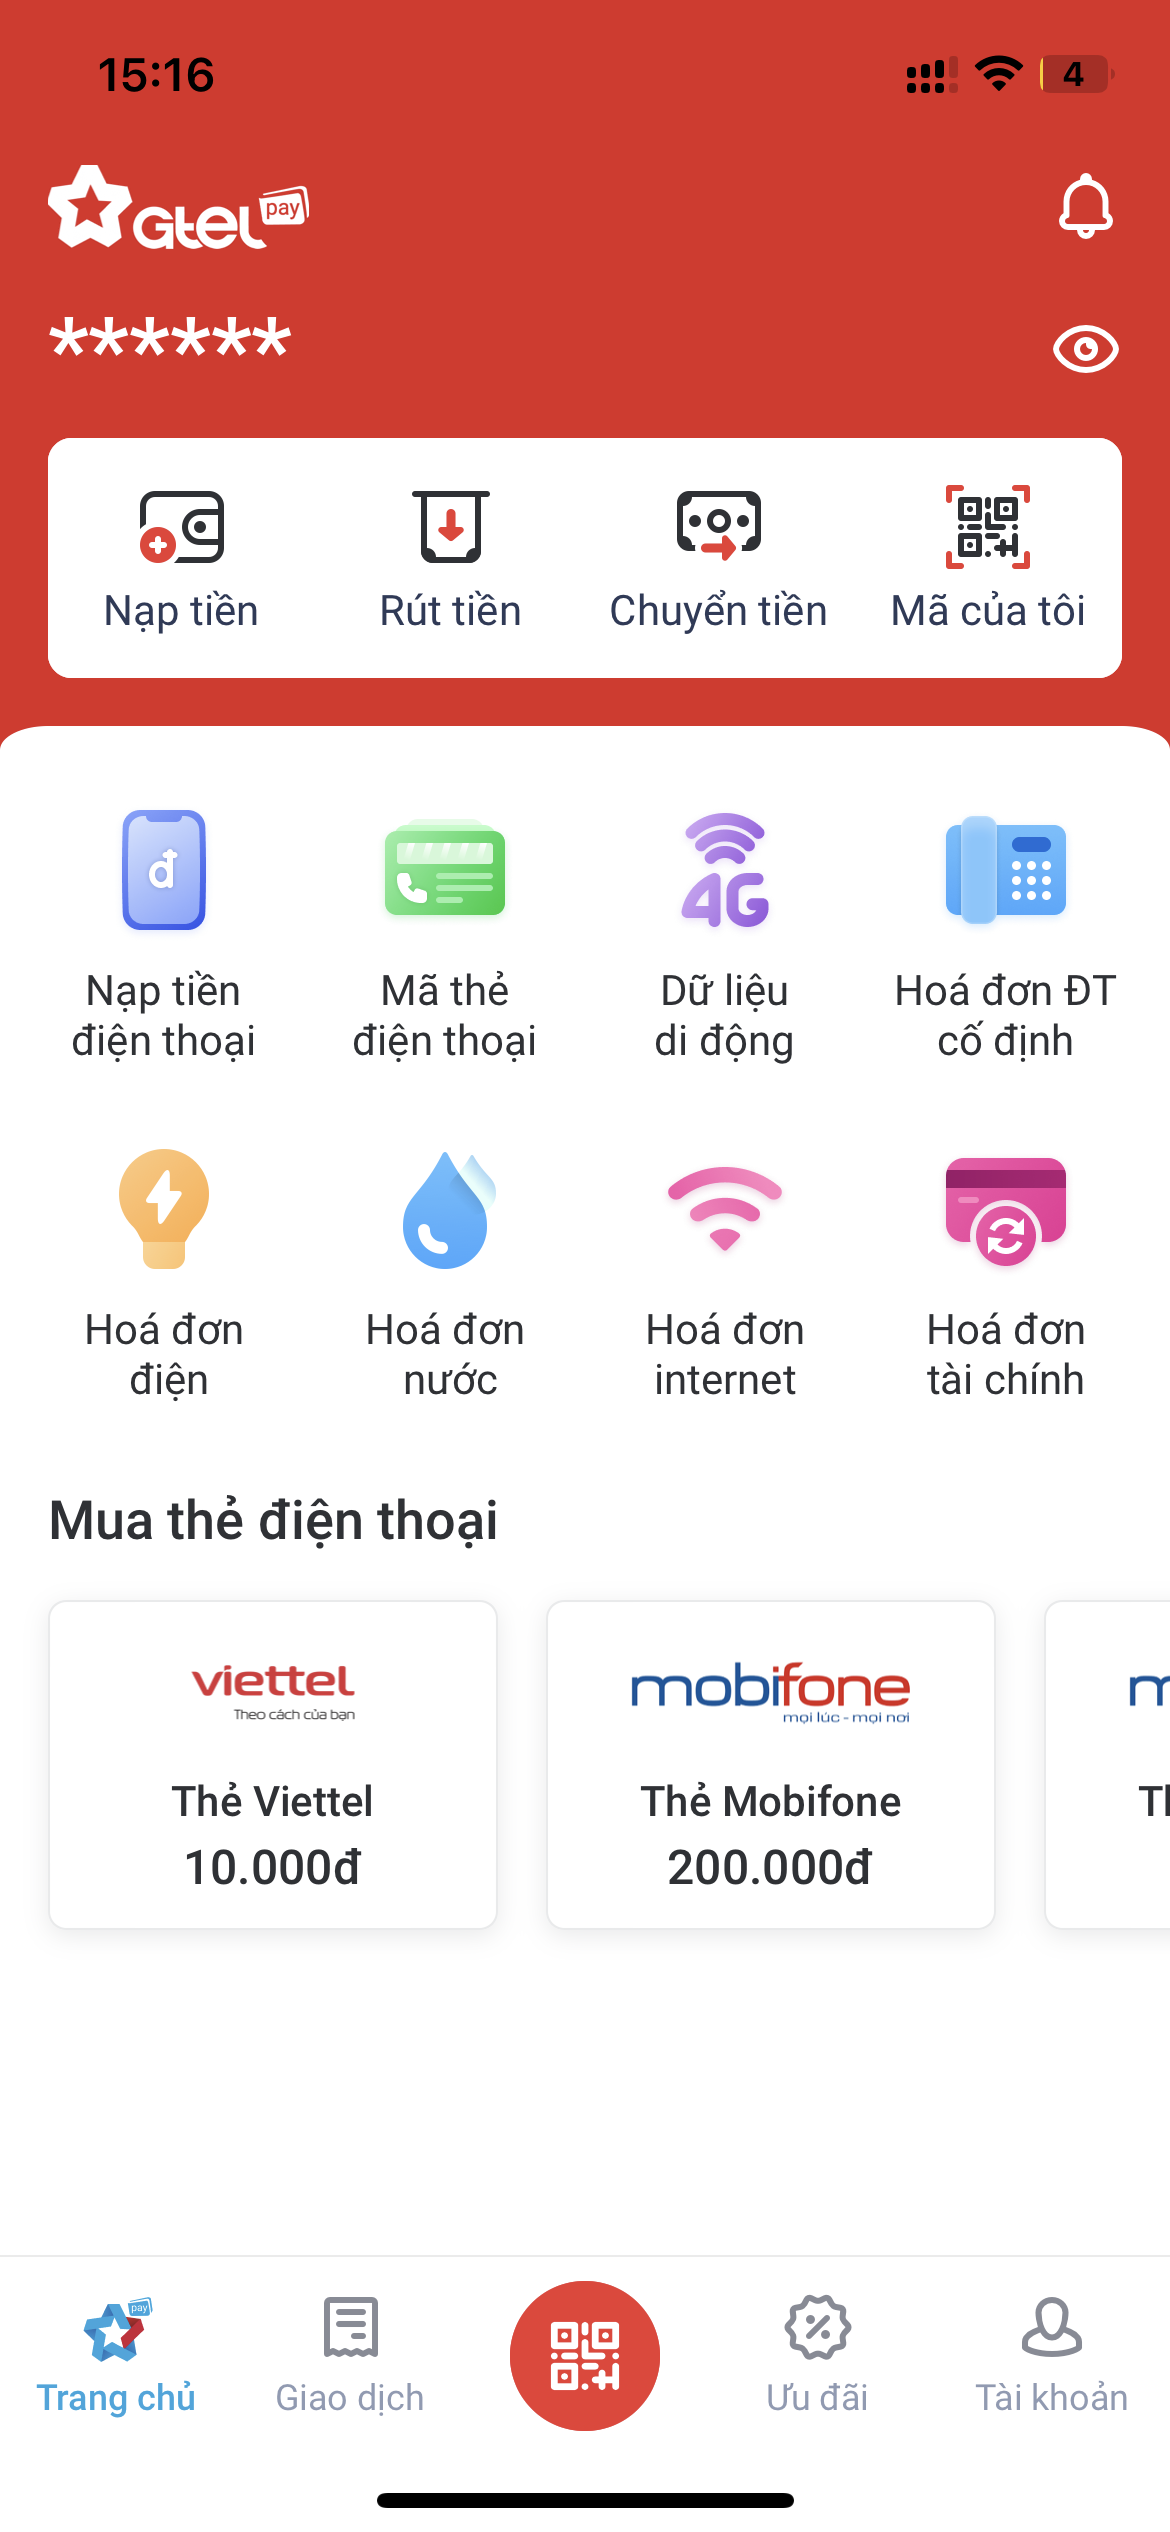 15:16
4
Gtel pay
******
Nạp tiền
Rút tiền
Chuyển tiền
Mã của tôi
đ
4G
Nạp tiền
điện thoại
Mã thẻ
điện thoại
Dữ liệu
di động
Hoá đơn ĐT
cố định
Hoá đơn
điện
Hoá đơn
nước
Hoá đơn
internet
Hoá đơn
tài chính
Mua thẻ điện thoại
viettel
Theo cách của bạn
Thẻ Viettel
10.000đ
mobifone
mọi lúc - mọi nơi
Thẻ Mobifone
200.000đ
pay
Trang chủ
Giao dịch
Ưu đãi
Tài khoản